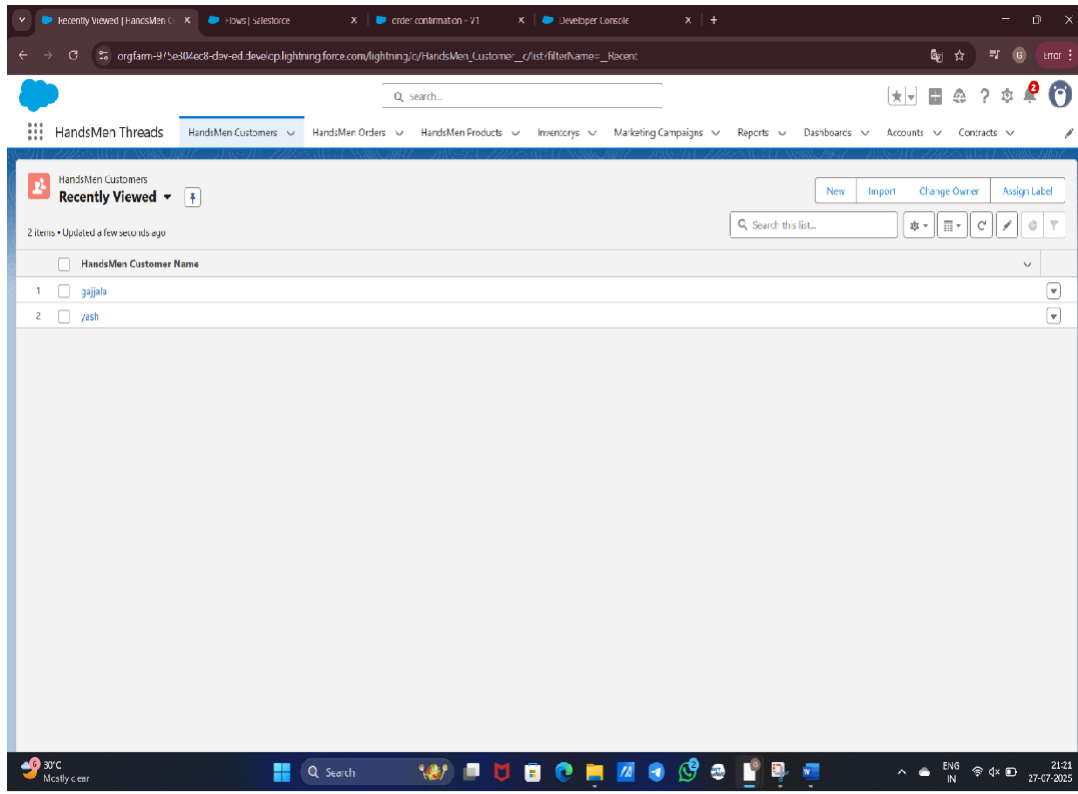 Recently Viewed | HandsMen C
Flows | Salesforce
order confirmation - V1
Developer Console
orgfarm-975e304ec8-dev-ed.develop.lightning.force.com/lightning/o/HandsMen_Customer__c/list?filterName=__Recent
G
Error
Search...
2
HandsMen Threads
HandsMen Customers
HandsMen Orders
HandsMen Products
Inventorys
Marketing Campaigns
Reports
Dashboards
Accounts
Contracts
HandsMen Customers
Recently Viewed
New
Import
Change Owner
Assign Label
2 items • Updated a few seconds ago
Search this list...
HandsMen Customer Name
1 gajjala
2 yash
30°C
Mostly clear
Search
2
ENG
IN
21:21
27-07-2025